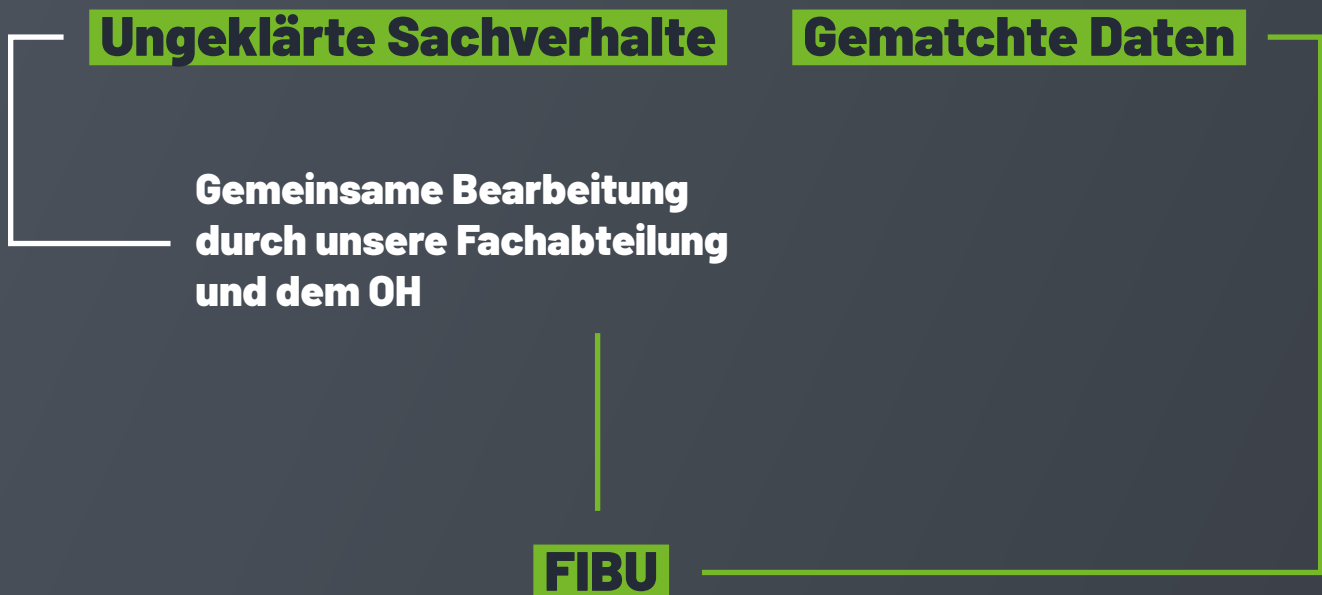 Ungeklärte Sachverhalte
Gematchte Daten
Gemeinsame Bearbeitung
durch unsere Fachabteilung
und dem OH
FIBU